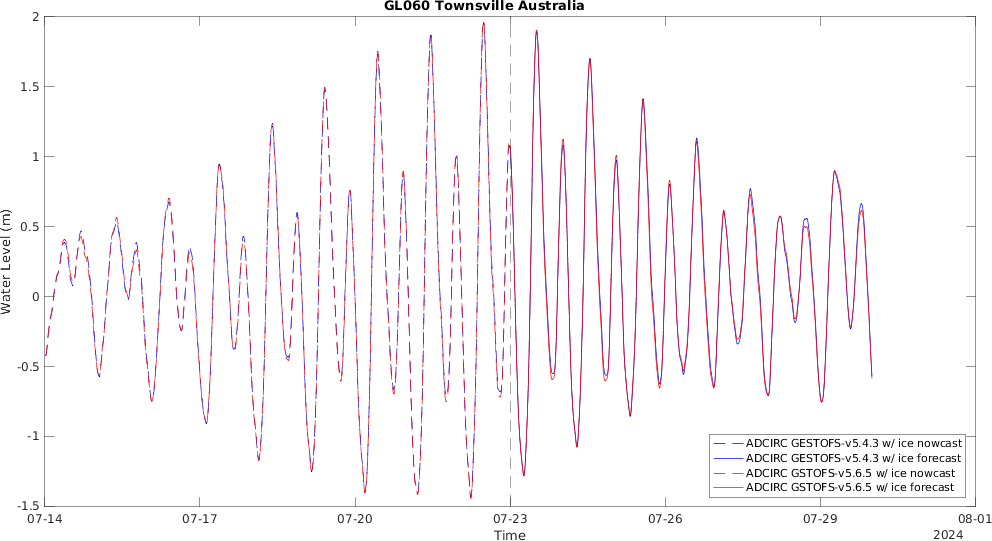 GL060 Townsville Australia
2
1.5
1
0.5
0
-0.5
-1
-1.5
Water Level (m)
07-14
07-17
07-20
07-23
07-26
07-29
08-01
Time
2024
ADCIRC GESTOFS-v5.4.3 w/ ice nowcast
ADCIRC GESTOFS-v5.4.3 w/ ice forecast
ADCIRC GSTOFS-v5.6.5 w/ ice nowcast
ADCIRC GSTOFS-v5.6.5 w/ ice forecast